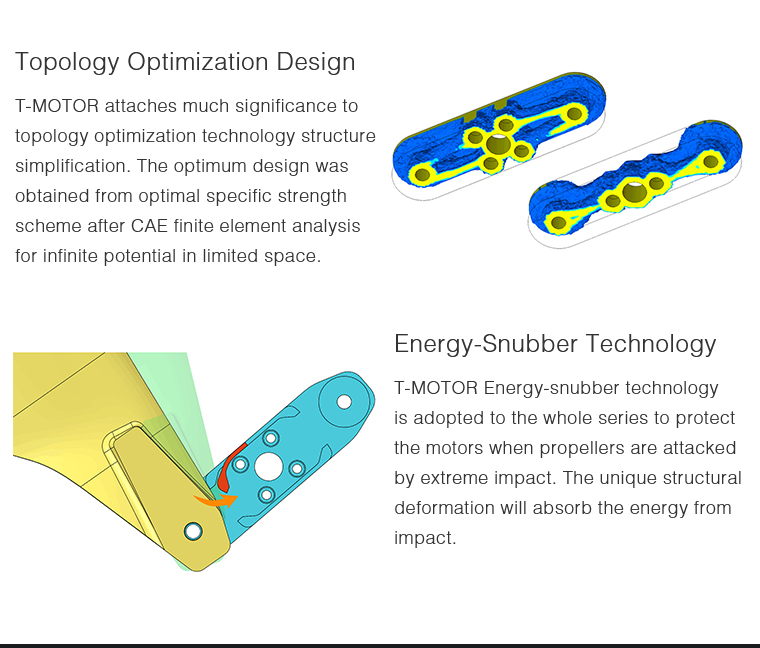 Topology Optimization Design
T-MOTOR attaches much significance to
topology optimization technology structure
simplification. The optimum design was
obtained from optimal specific strength
scheme after CAE finite element analysis
for infinite potential in limited space.
Energy-Snubber Technology
T-MOTOR Energy-snubber technology
is adopted to the whole series to protect
the motors when propellers are attacked
by extreme impact. The unique structural
deformation will absorb the energy from
impact.